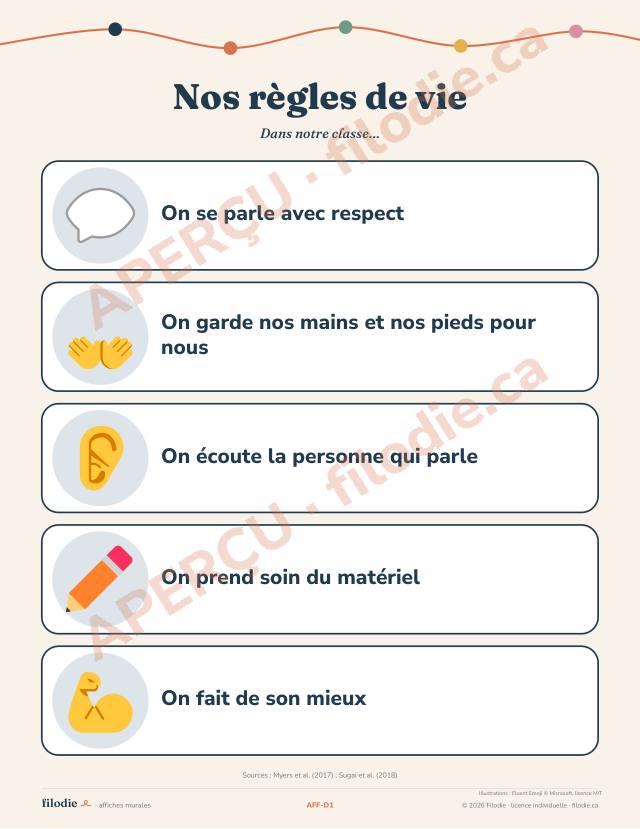 Nos règles de vie
Dans notre classe...
On se parle avec respect
On garde nos mains et nos pieds pour
nous
On écoute la personne qui parle
On prend soin du matériel
On fait de son mieux
APERÇU · filodie.ca
APERÇU · filodie.ca
Sources : Myers et al. (2017) ; Sugai et al. (2018)
Illustrations : Fluent Emoji © Microsoft, licence MIT
filodie · affiches murales AFF-D1 © 2026 Filodie · licence individuelle · filodie.ca